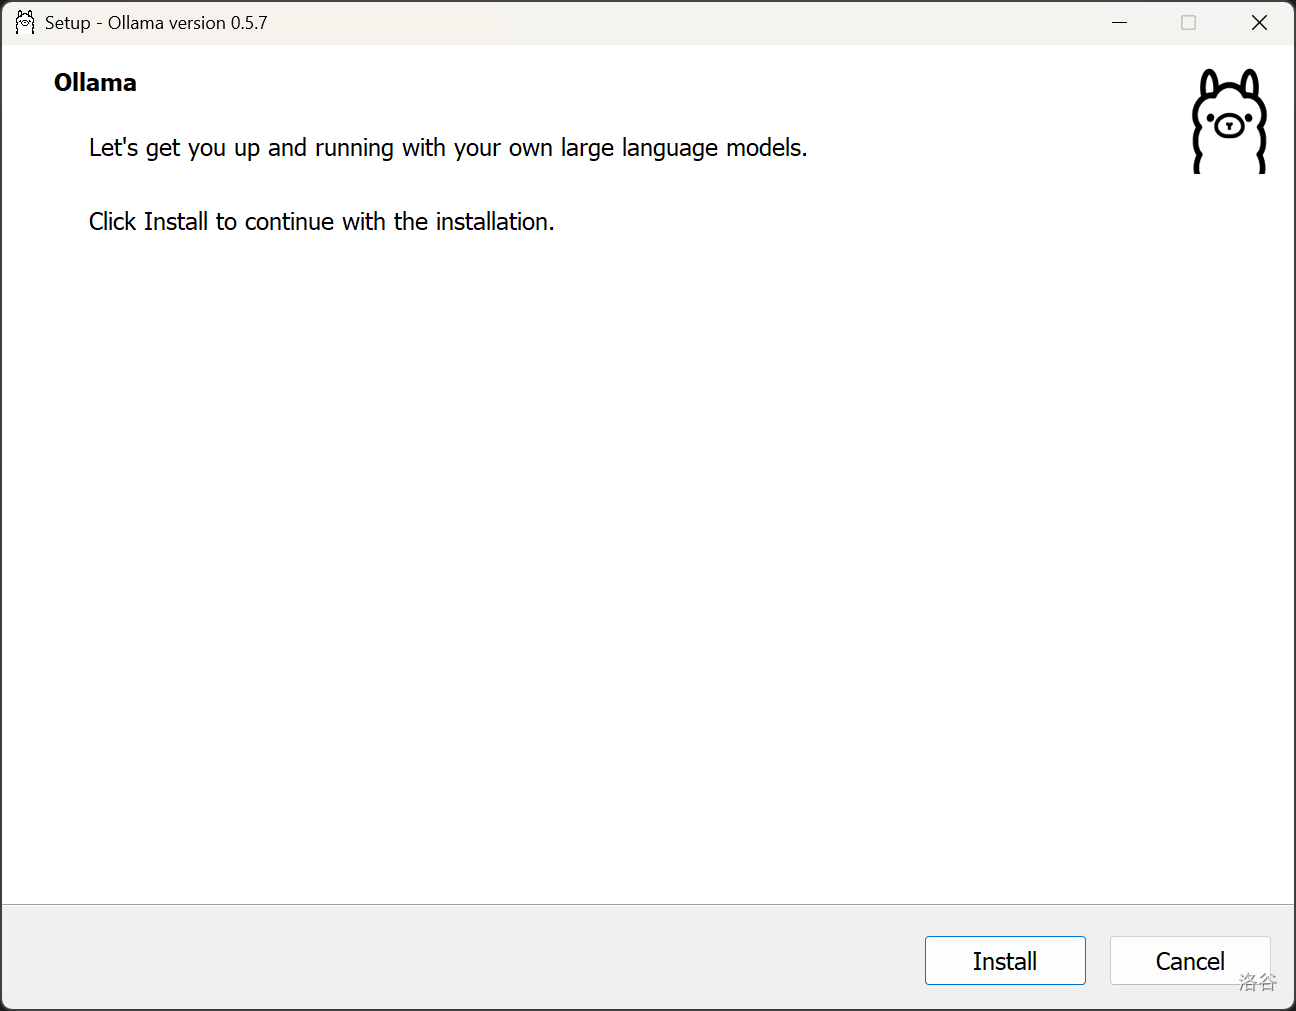 Setup - Ollama version 0.5.7
Ollama
Let's get you up and running with your own large language models.
Click Install to continue with the installation.
Install
Cancel
洛谷